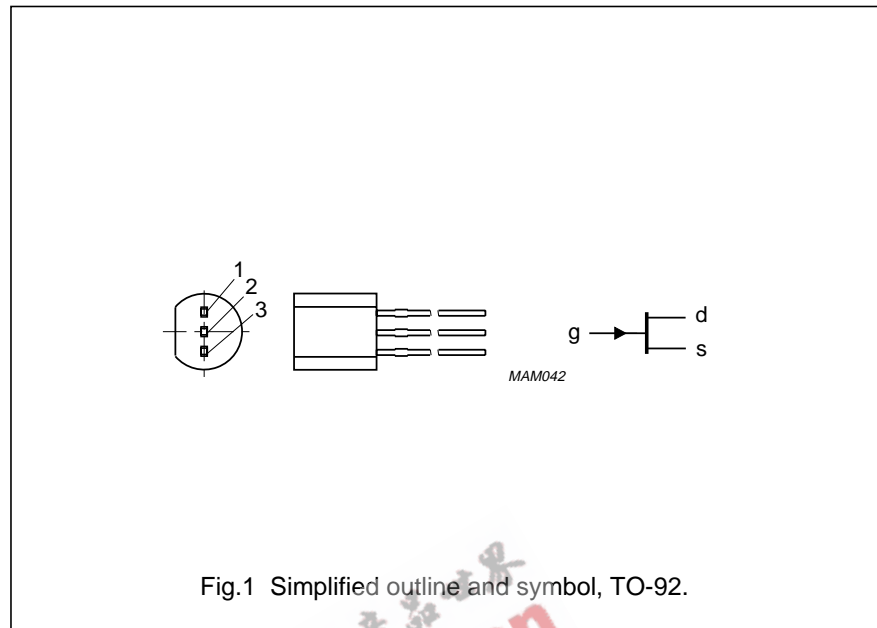 1
2
3
g
d
s
MAM042
Fig.1 Simplified outline and symbol, TO-92.